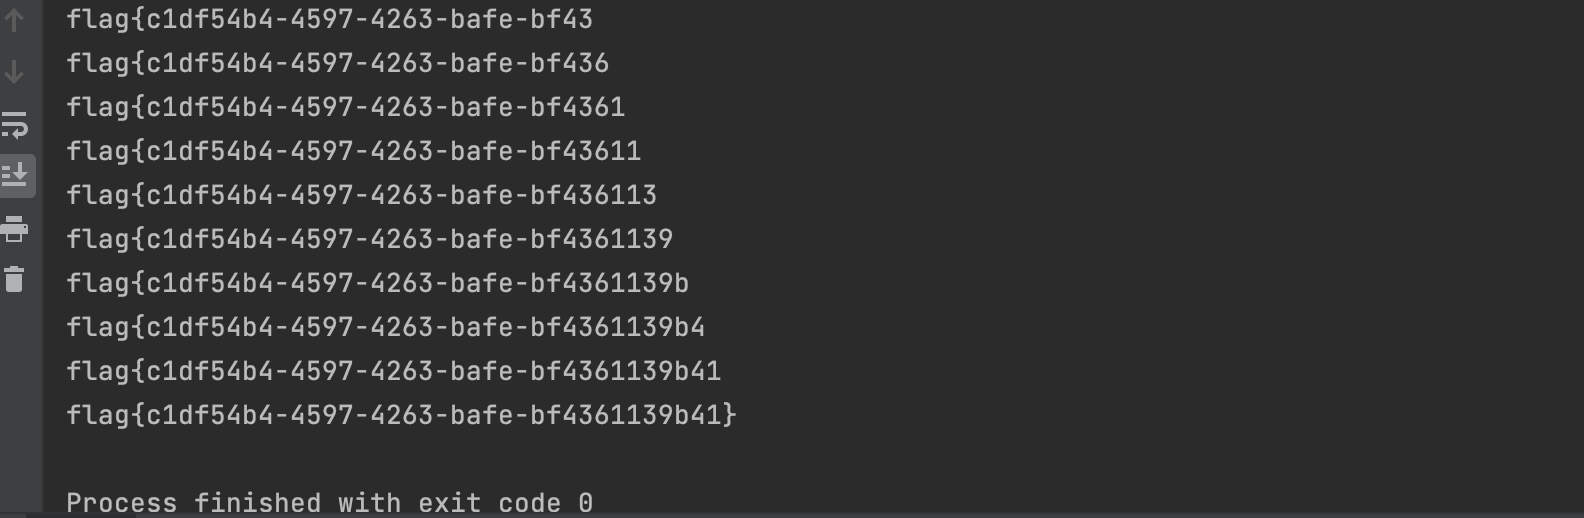 flag{c1df54b4-4597-4263-bafe-bf43
flag{c1df54b4-4597-4263-bafe-bf436
flag{c1df54b4-4597-4263-bafe-bf4361
flag{c1df54b4-4597-4263-bafe-bf43611
flag{c1df54b4-4597-4263-bafe-bf436113
flag{c1df54b4-4597-4263-bafe-bf4361139
flag{c1df54b4-4597-4263-bafe-bf4361139b
flag{c1df54b4-4597-4263-bafe-bf4361139b4
flag{c1df54b4-4597-4263-bafe-bf4361139b41
flag{c1df54b4-4597-4263-bafe-bf4361139b41}
Process finished with exit code 0